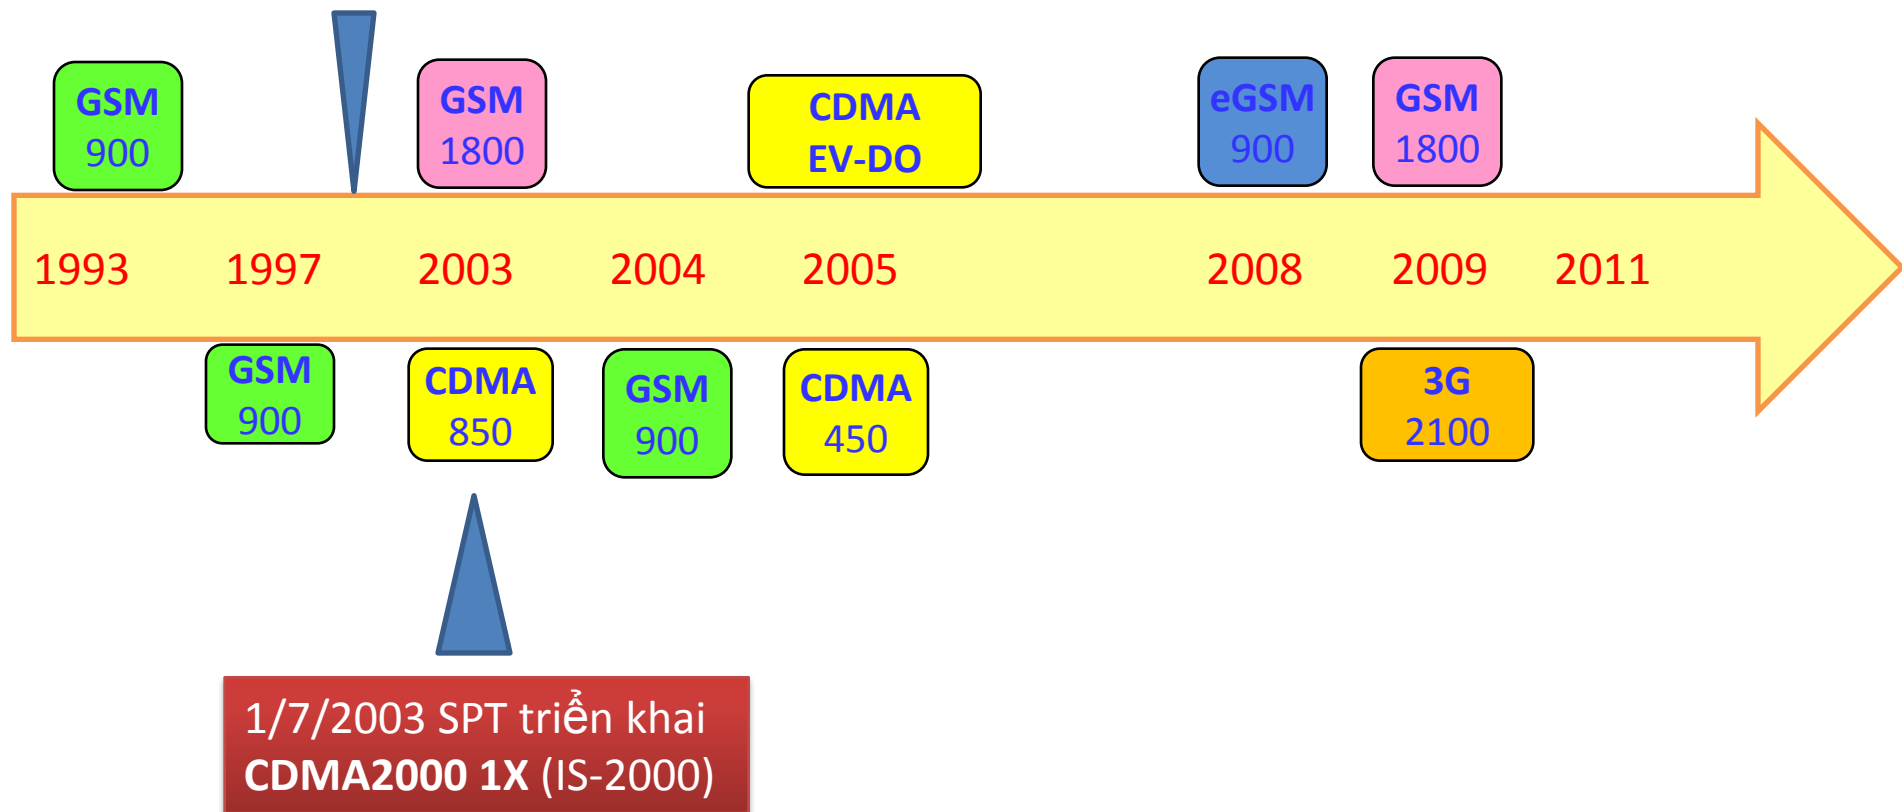 GSM
900
GSM
1800
CDMA
EV-DO
eGSM
900
GSM
1800
1993
1997
2003
2004
2005
2008
2009
2011
GSM
900
CDMA
850
GSM
900
CDMA
450
3G
2100
1/7/2003 SPT triển khai
CDMA2000 1X (IS-2000)